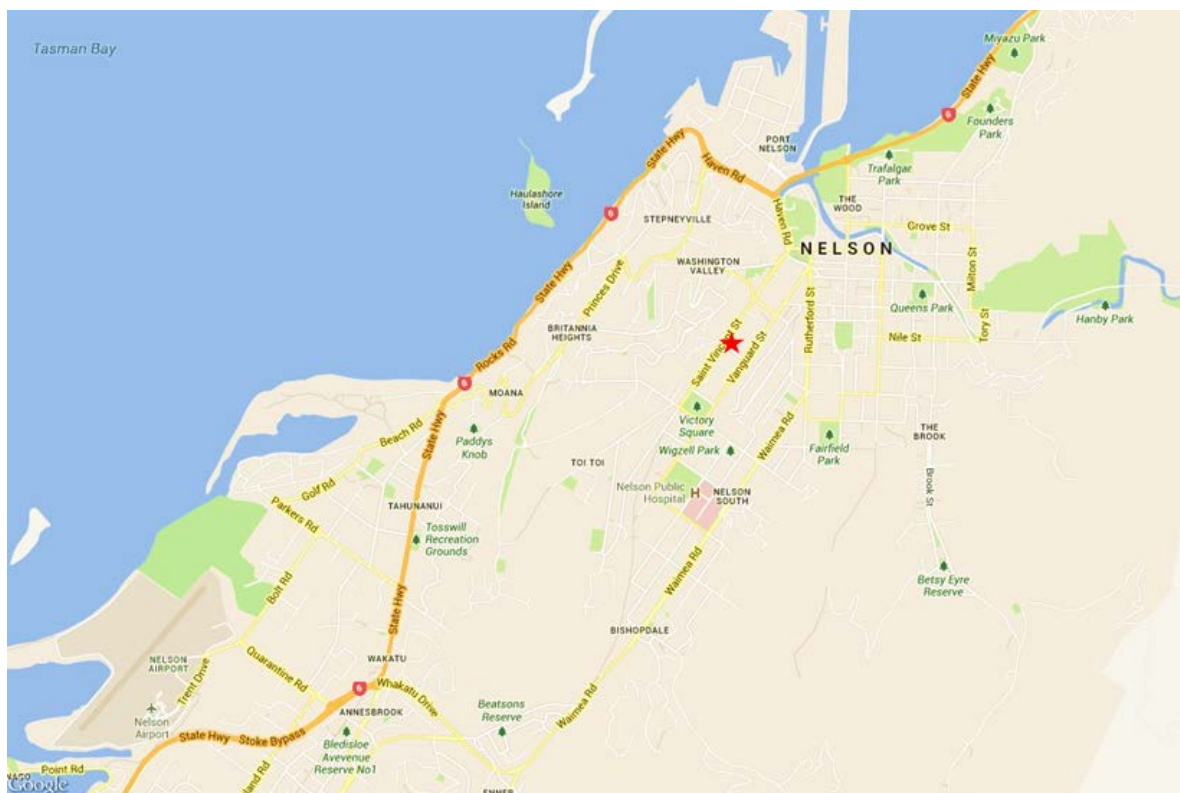 Tasman Bay
Miyazu Park
State Hwy
6
Founders
Park
PORT
NELSON
Trafalgar
Park
State Hwy
Haven Rd
Haulashore
Island
THE
WOOD
6
STEPNEYVILLE
Haven Rd
Grove St
NELSON
Milton St
WASHINGTON
VALLEY
State Hwy
Princes Drive
Queens Park
Hanby Park
Rutherford St
Tory St
BRITANNIA
HEIGHTS
Saint Vincent St
Vanguard St
Nile St
Rocks Rd
6
MOANA
Victory
Square
Beach Rd
State Hwy
Paddys
Knob
Waimea Rd
THE
BROOK
Wigzell Park
Fairfield
Park
TOI TOI
Nelson Public
Hospital
H
NELSON
SOUTH
Brook St
Golf Rd
Parkers Rd
TAHUNANUI
Tosswill
Recreation
Grounds
Waimea Rd
Bolt Rd
State Hwy
Betsy Eyre
Reserve
BISHOPDALE
NELSON
AIRPORT
Trent Drive
Quarantine Rd
WAKATU
6
Whakatu Drive
Waimea Rd
ANNESBROOK
Beatsons
Reserve
Nelson
Airport
State Hwy
Stoke Bypass
Bledisloe
Avevenue
Reserve No1
Point Rd
Google